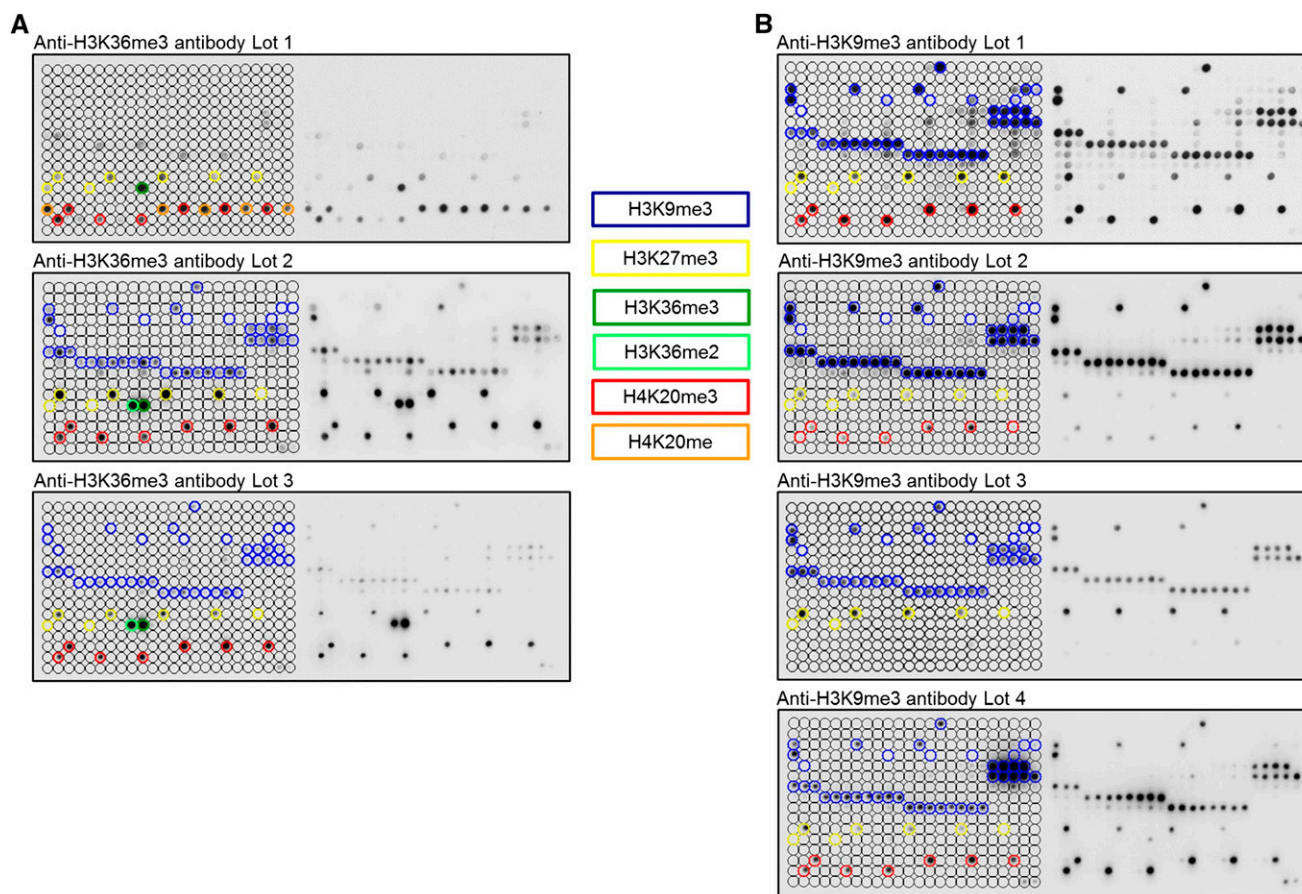 A
Anti-H3K36me3 antibody Lot 1
Anti-H3K36me3 antibody Lot 2
Anti-H3K36me3 antibody Lot 3
H3K9me3
H3K27me3
H3K36me3
H3K36me2
H4K20me3
H4K20me
B
Anti-H3K9me3 antibody Lot 1
Anti-H3K9me3 antibody Lot 2
Anti-H3K9me3 antibody Lot 3
Anti-H3K9me3 antibody Lot 4